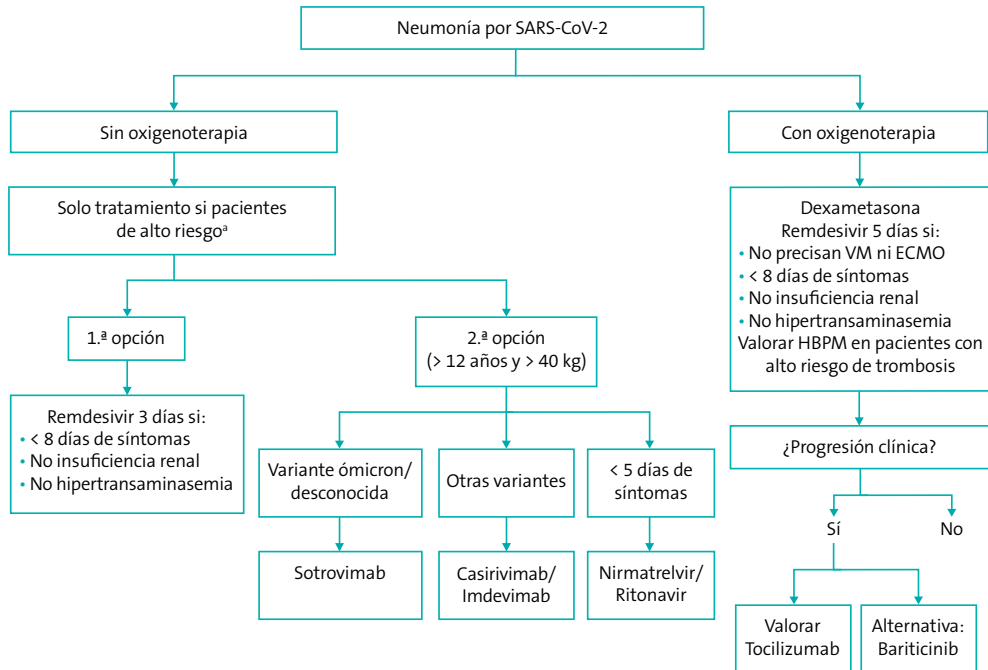 Neumonía por SARS-CoV-2
Sin oxigenoterapia
Con oxigenoterapia
Solo tratamiento si pacientes
de alto riesgoª
Dexametasona
Remdesivir 5 días si:
• No precisan VM ni ECMO
• < 8 días de síntomas
• No insuficiencia renal
• No hipertransaminasemia
Valorar HBPM en pacientes con
alto riesgo de trombosis
1.ª opción
2.ª opción
(> 12 años y > 40 kg)
Remdesivir 3 días si:
• < 8 días de síntomas
• No insuficiencia renal
• No hipertransaminasemia
Variante ómicron/
desconocida
Otras variantes
< 5 días de
síntomas
¿Progresión clínica?
Sí
No
Sotrovimab
Casirivimab/
Imdevimab
Nirmatrelvir/
Ritonavir
Valorar
Tocilizumab
Alternativa:
Bariticinib